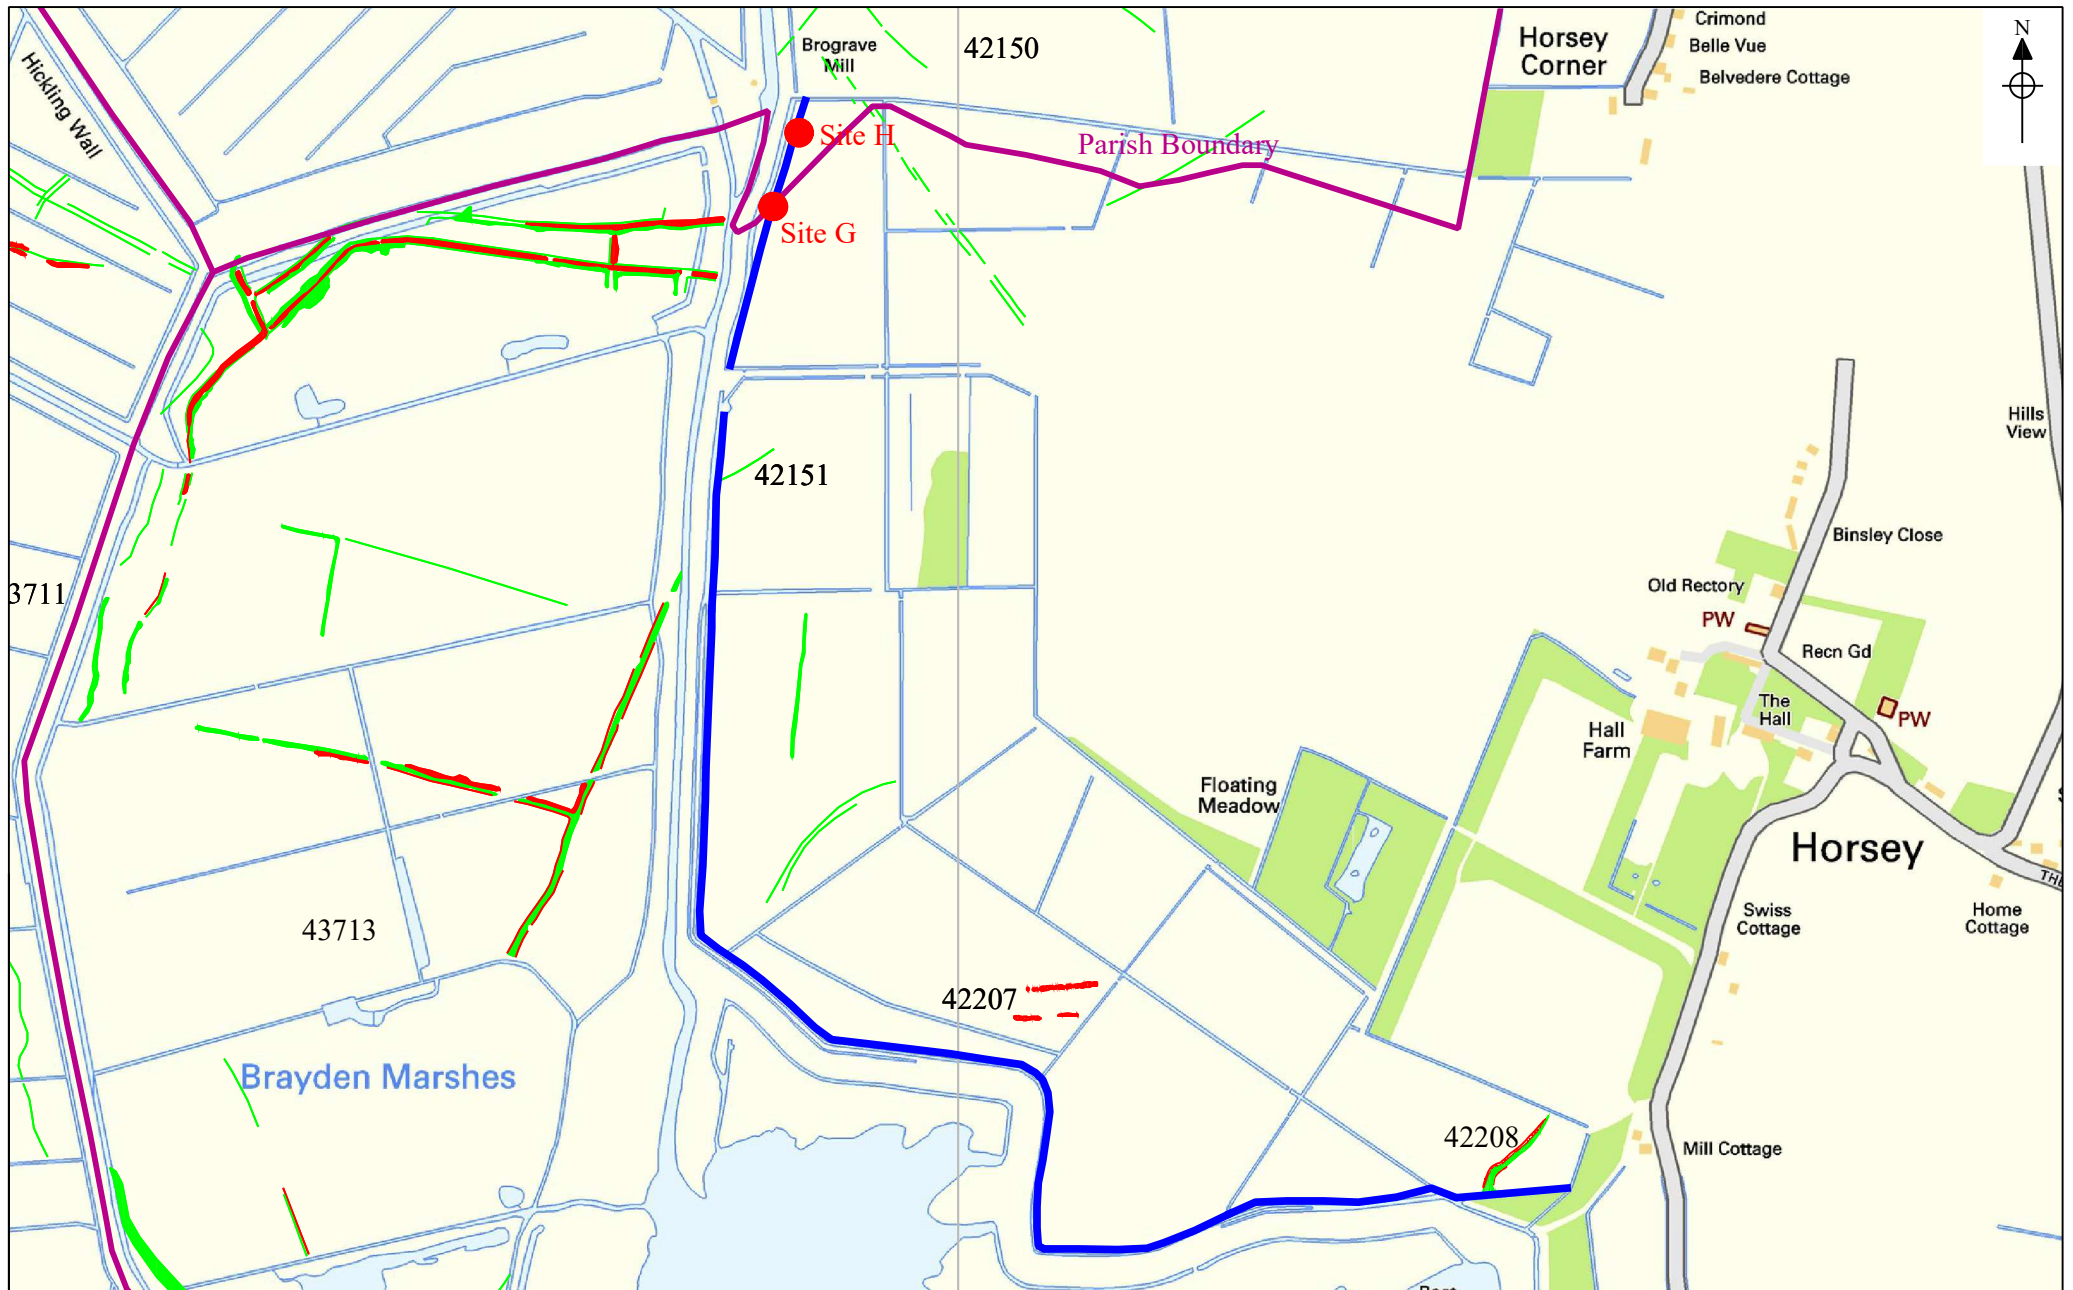 Crimond
Belle Vue
Belvedere Cottage
Horsey
Corner
N
Brograve
Mill
42150
Hickling Wall
Site H
Parish Boundary
Site G
Hills
View
42151
Binsley Close
Old Rectory
PW
Recn Gd
3711
The
Hall
PW
Hall
Farm
Floating
Meadow
Horsey
THE
Swiss
Cottage
Home
Cottage
43713
42207
Brayden Marshes
42208
Mill Cottage